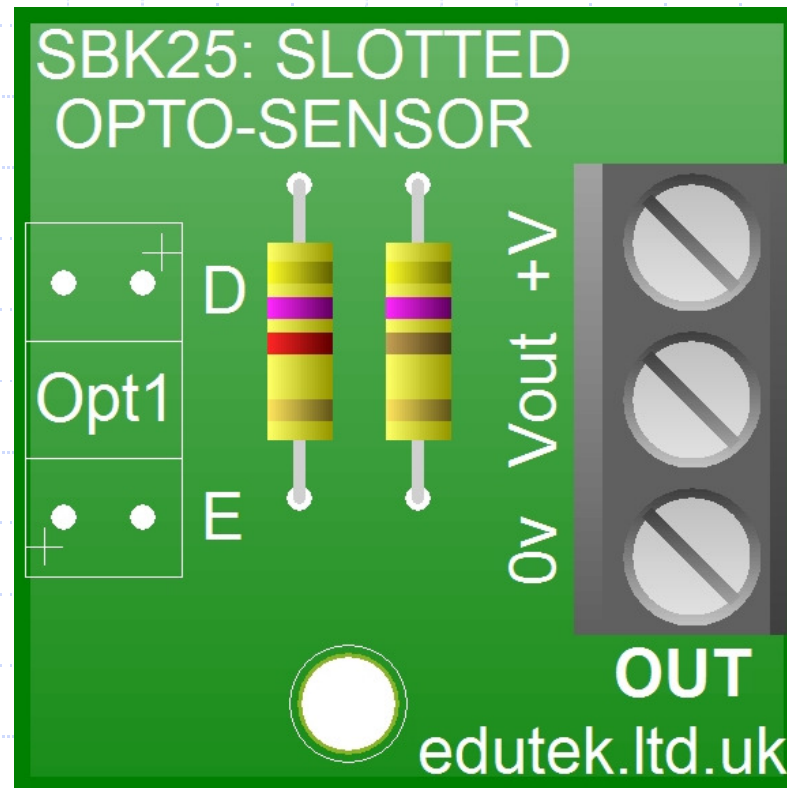 SBK25: SLOTTED
OPTO-SENSOR
D
Opt1
E
+V
Vout
0v
OUT
edutek.ltd.uk